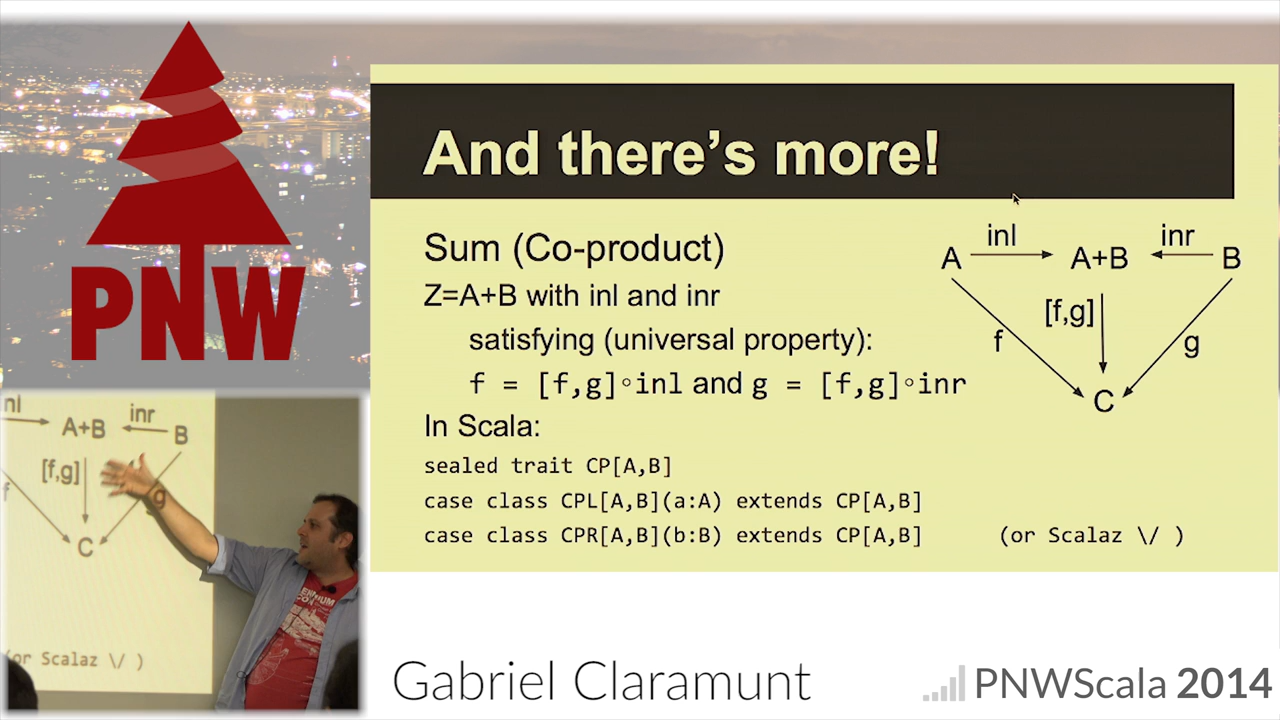 PNW
And there's more!
Sum (Co-product)
Z=A+B with inl and inr
satisfying (universal property):
f = [f,g]∘inl and g = [f,g]∘inr
In Scala:
sealed trait CP[A,B]
case class CPL[A,B](a:A) extends CP[A,B]
case class CPR[A,B](b:B) extends CP[A,B] (or Scalaz \/ )
inl inr
A A+B B
[f,g]
f g
C
inr
A+B B
[f,g]
g
C
or Scalaz \/ )
Gabriel Claramunt
PNWScala 2014